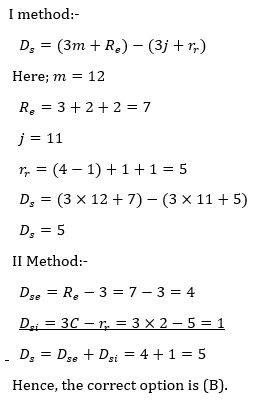 I method:-
Dₛ = (3m + Rₑ) − (3j + rᵣ)
Here; m = 12
Rₑ = 3 + 2 + 2 = 7
j = 11
rᵣ = (4 − 1) + 1 + 1 = 5
Dₛ = (3 × 12 + 7) − (3 × 11 + 5)
Dₛ = 5
II Method:-
Dₛₑ = Rₑ − 3 = 7 − 3 = 4
Dₛᵢ = 3C − rᵣ = 3 × 2 − 5 = 1
Dₛ = Dₛₑ + Dₛᵢ = 4 + 1 = 5
Hence, the correct option is (B).